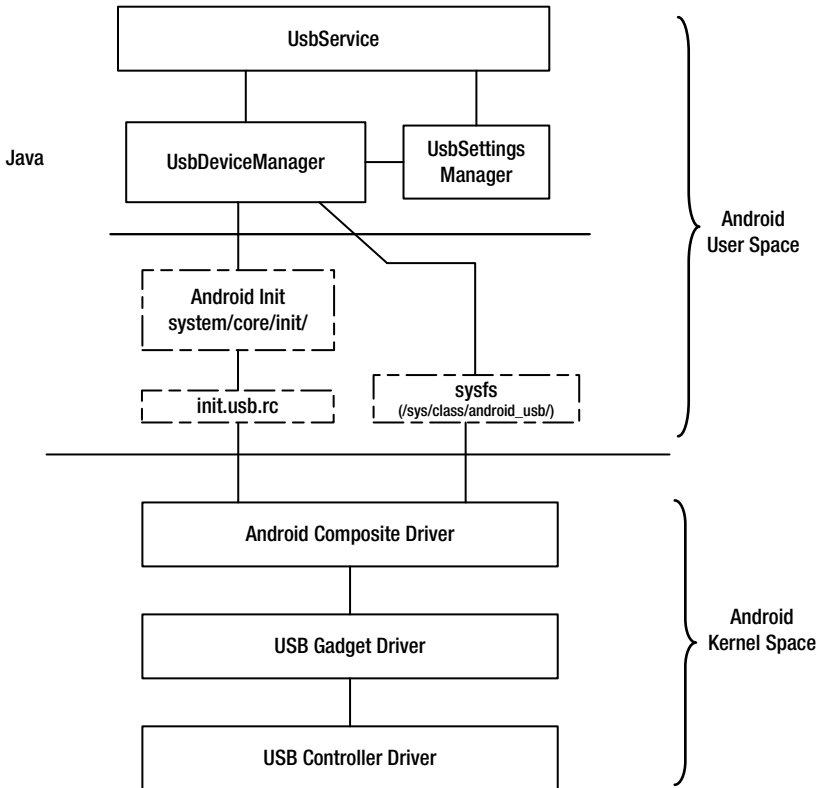 UsbService
Java
UsbDeviceManager
UsbSettings
Manager
Android
User Space
Android Init
system/core/init/
init.usb.rc
sysfs
(/sys/class/android_usb/)
Android Composite Driver
USB Gadget Driver
Android
Kernel Space
USB Controller Driver